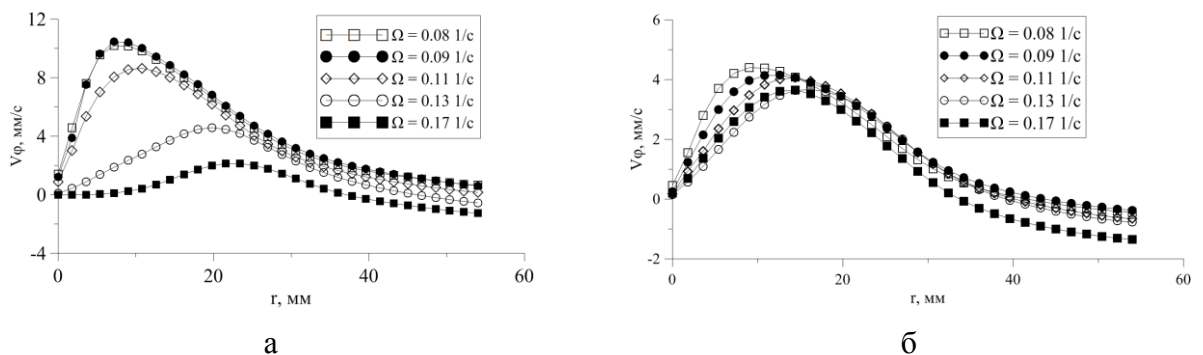 12
8
4
0
-4
Vφ, мм/с
0 20 40 60
r, мм
Ω = 0.08 1/с
Ω = 0.09 1/с
Ω = 0.11 1/с
Ω = 0.13 1/с
Ω = 0.17 1/с
а
6
4
2
0
-2
Vφ, мм/с
0 20 40 60
r, мм
Ω = 0.08 1/с
Ω = 0.09 1/с
Ω = 0.11 1/с
Ω = 0.13 1/с
Ω = 0.17 1/с
б